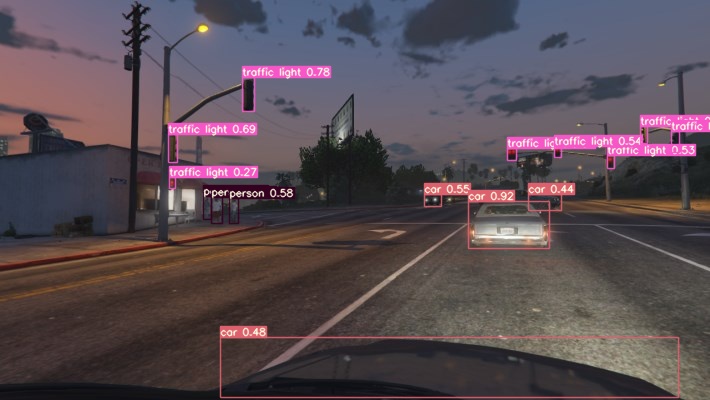 traffic light 0.78
traffic light 0.69
traffic light 0.27
person 0.58
traffic light 0.54
traffic light 0.53
car 0.55
car 0.92
car 0.44
car 0.48